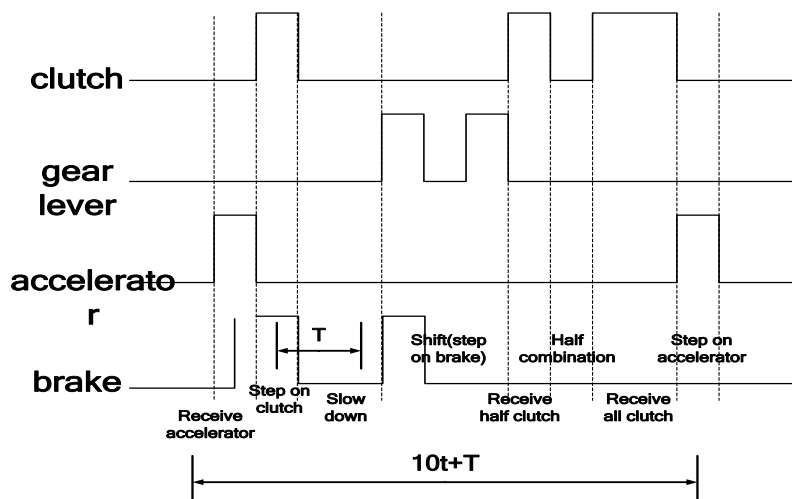 clutch
gear
lever
accelerato
r
brake
T
Shift(step
on brake)
Half
combination
Step on
accelerator
Step on
clutch
Slow
down
Receive
accelerator
Receive
half clutch
Receive
all clutch
10t+T